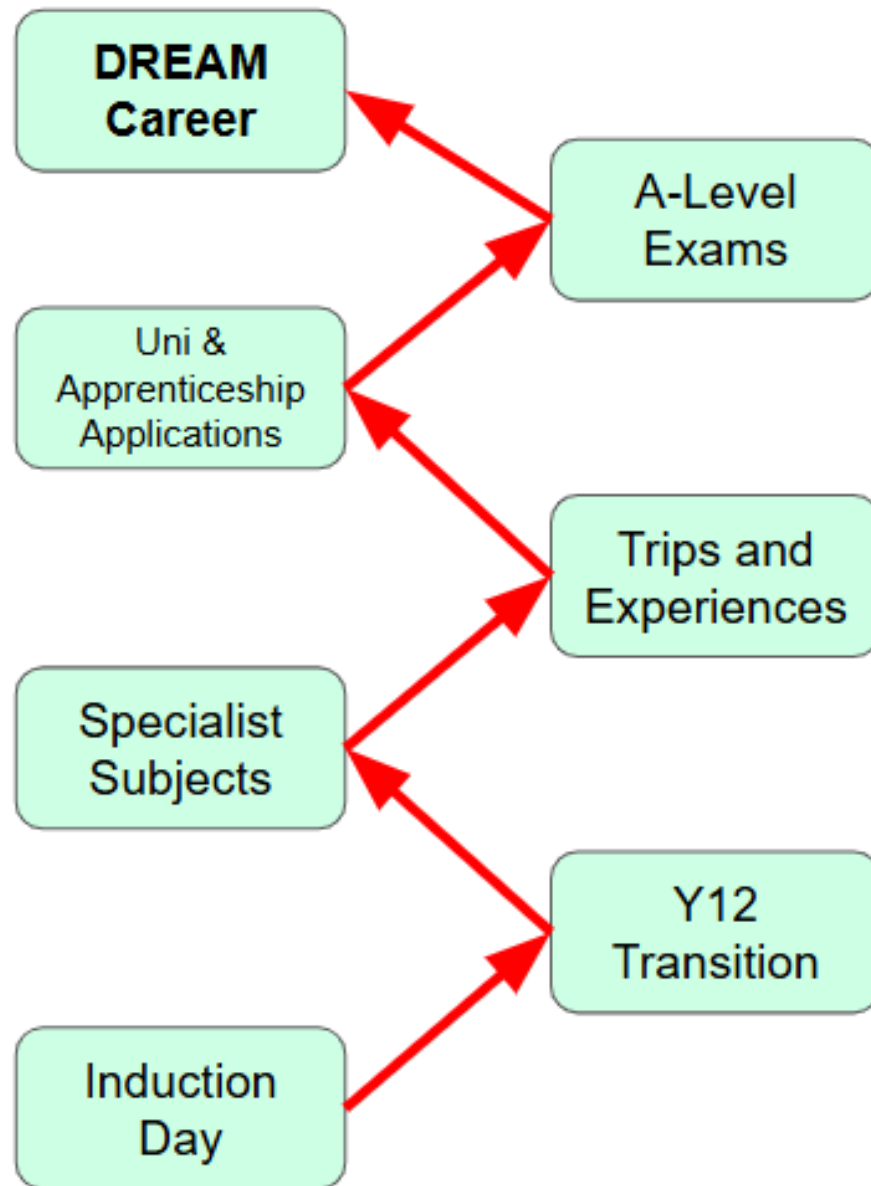 DREAM
Career
A-Level
Exams
Uni &
Apprenticeship
Applications
Trips and
Experiences
Specialist
Subjects
Y12
Transition
Induction
Day